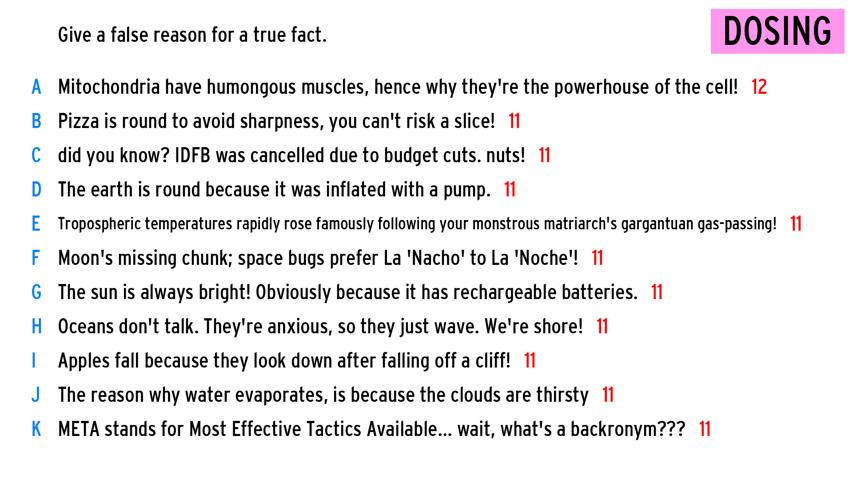 Give a false reason for a true fact.
DOSING
A Mitochondria have humongous muscles, hence why they're the powerhouse of the cell! 12
B Pizza is round to avoid sharpness, you can't risk a slice! 11
C did you know? IDFB was cancelled due to budget cuts. nuts! 11
D The earth is round because it was inflated with a pump. 11
E Tropospheric temperatures rapidly rose famously following your monstrous matriarch's gargantuan gas-passing! 11
F Moon's missing chunk; space bugs prefer La 'Nacho' to La 'Noche'! 11
G The sun is always bright! Obviously because it has rechargeable batteries. 11
H Oceans don't talk. They're anxious, so they just wave. We're shore! 11
I Apples fall because they look down after falling off a cliff! 11
J The reason why water evaporates, is because the clouds are thirsty 11
K META stands for Most Effective Tactics Available... wait, what's a backronym??? 11